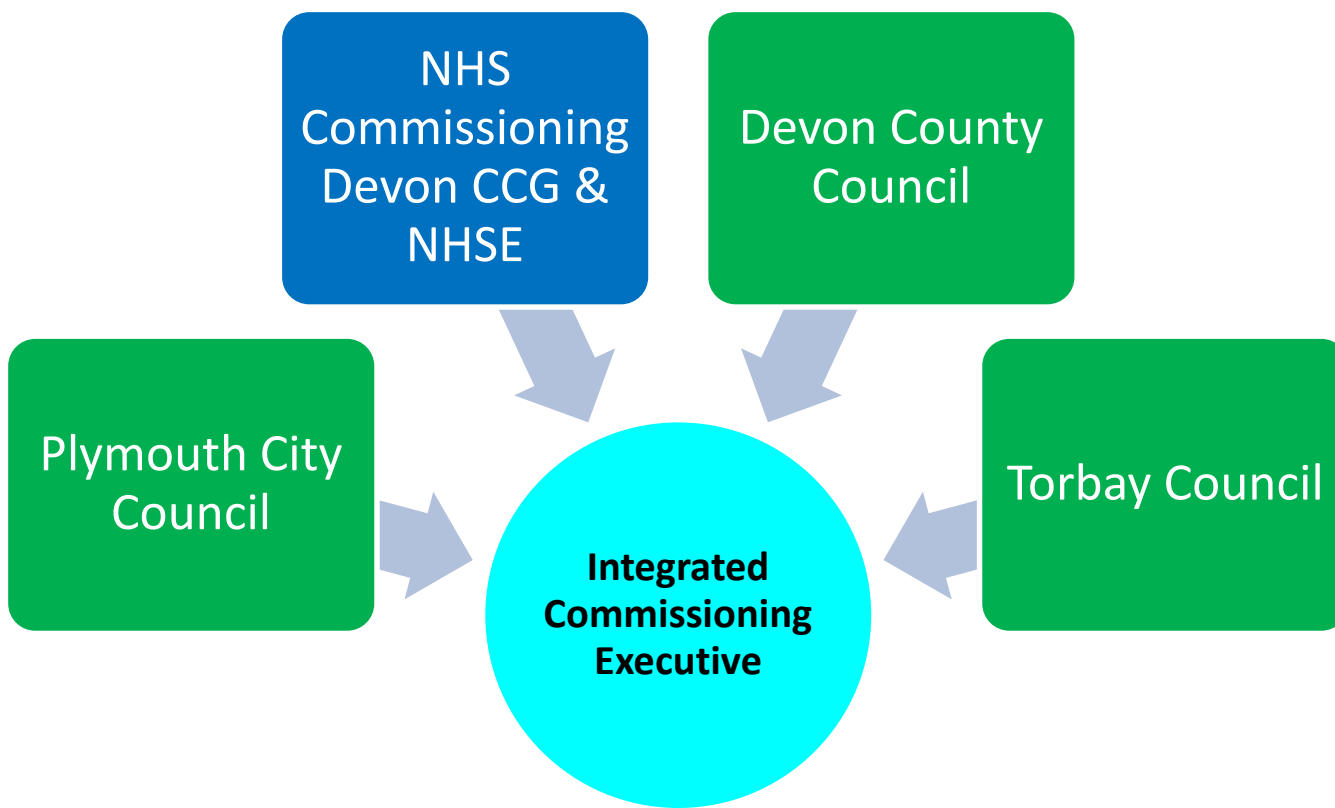 NHS
Commissioning
Devon CCG &
NHSE
Devon County
Council
Plymouth City
Council
Torbay Council
Integrated
Commissioning
Executive